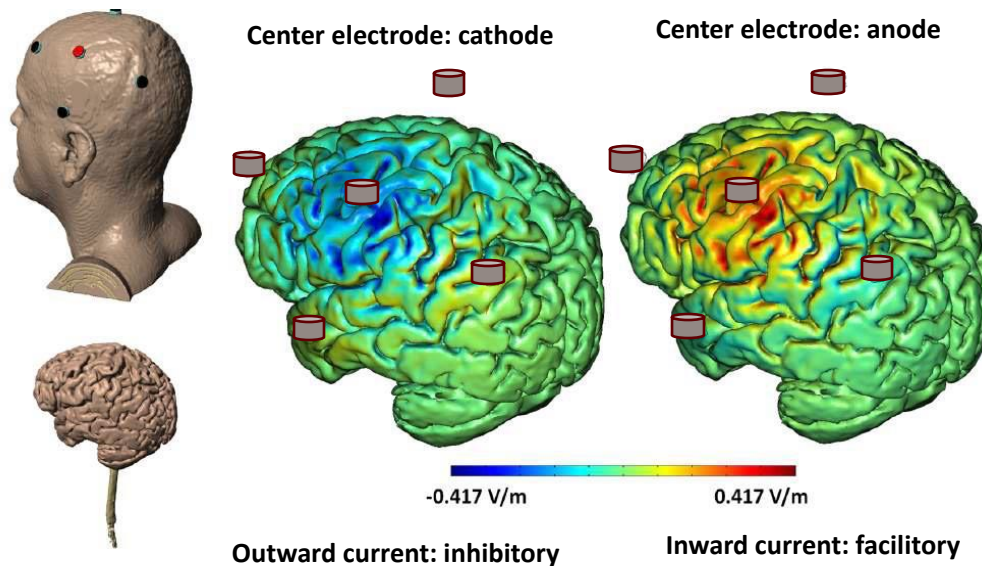 Center electrode: cathode
Center electrode: anode
-0.417 V/m
0.417 V/m
Outward current: inhibitory
Inward current: facilitory